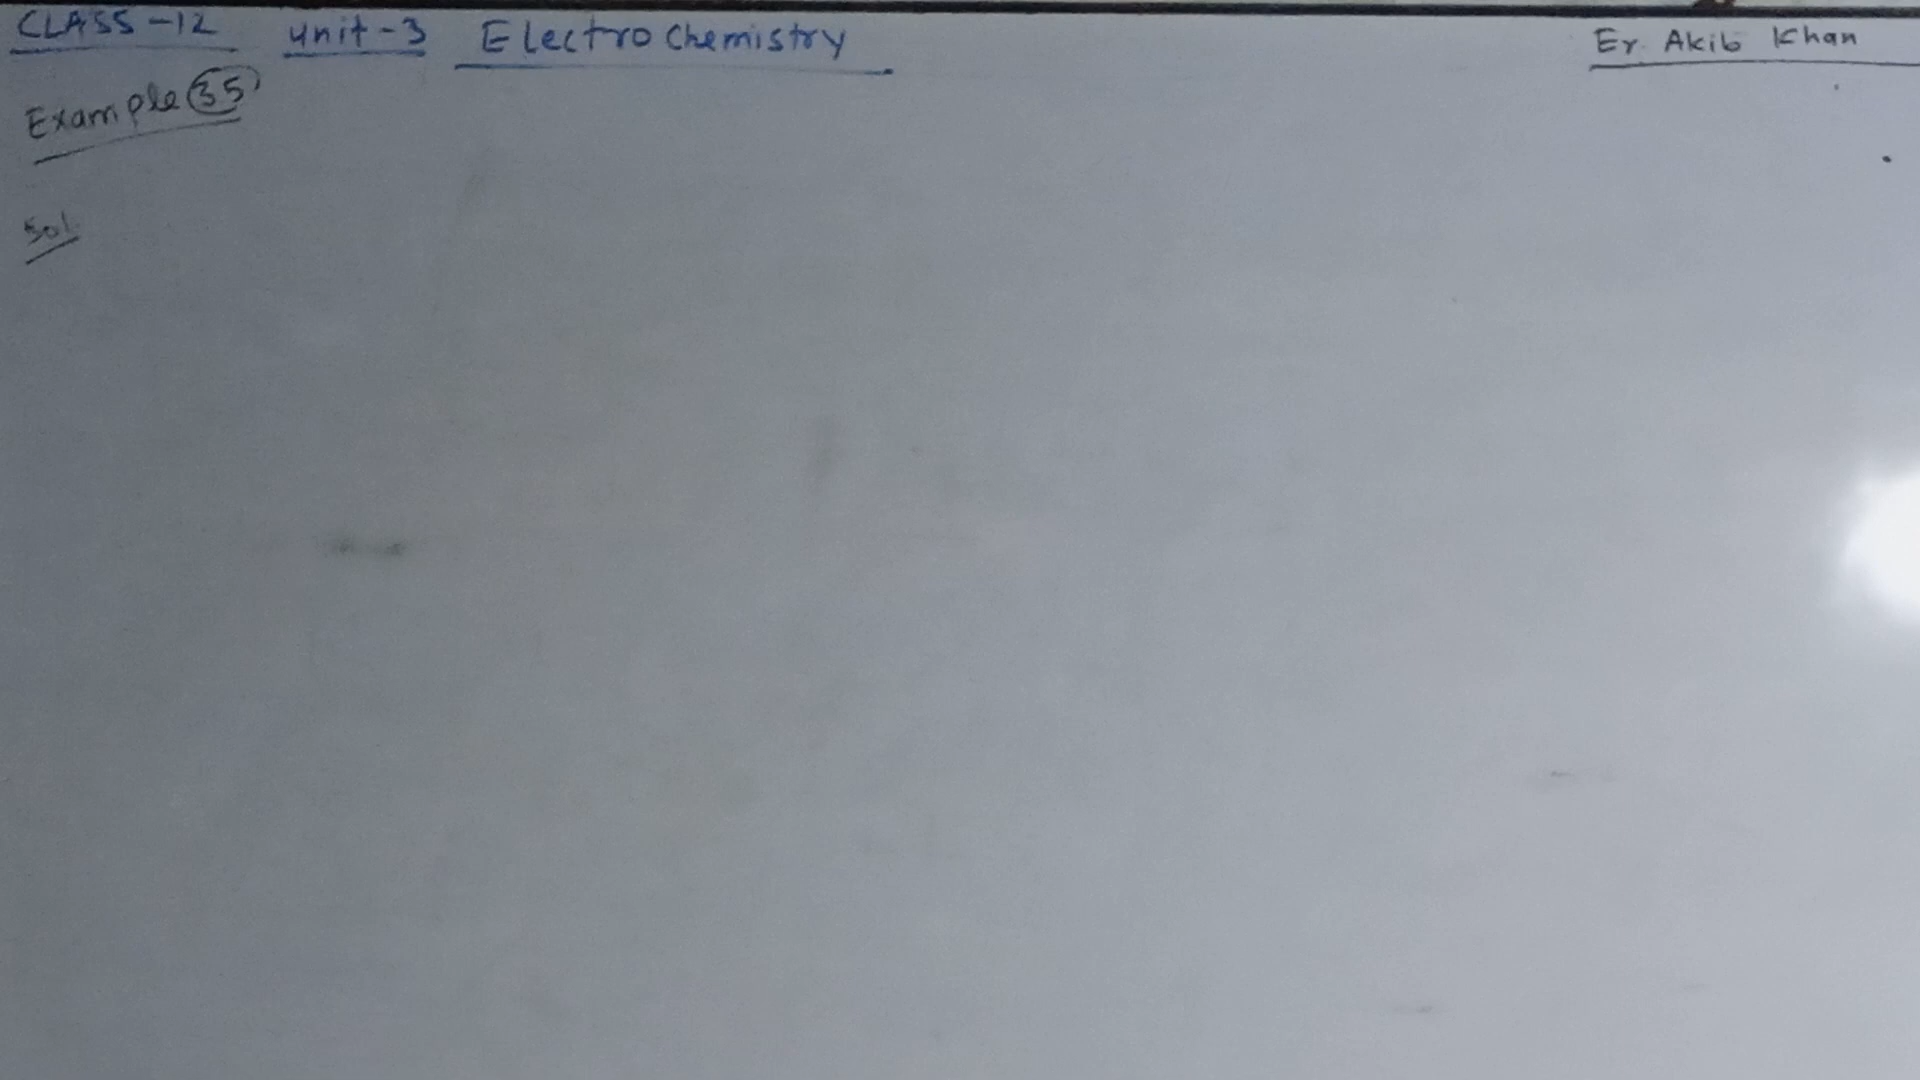 CLASS-12 unit-3 Electro Chemistry Er. Akib Khan
Example 35
Sol